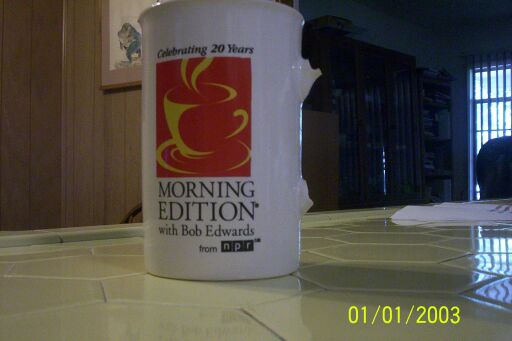 Celebrating 20 Years
MORNING
EDITION
with Bob Edwards
from npr
01/01/2003